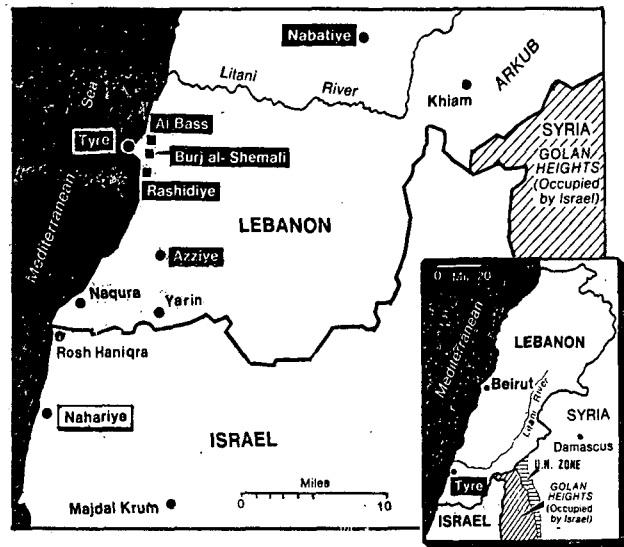 Nabatiye
Litani River
ARKUB
Khiam
Sea
Al Bass
Tyre
Burj al-Shemali
Rashidiye
SYRIA
GOLAN
HEIGHTS
(Occupied
by Israel)
Mediterranean
LEBANON
Azziye
Naqura
Yarin
Rosh Haniqra
Nahariye
ISRAEL
Miles
0 10
Majdal Krum
0 Mi. 20
Mediterranean
LEBANON
Beirut
Litani River
SYRIA
Damascus
U.N. ZONE
Tyre
GOLAN
HEIGHTS
(Occupied
by Israel)
ISRAEL